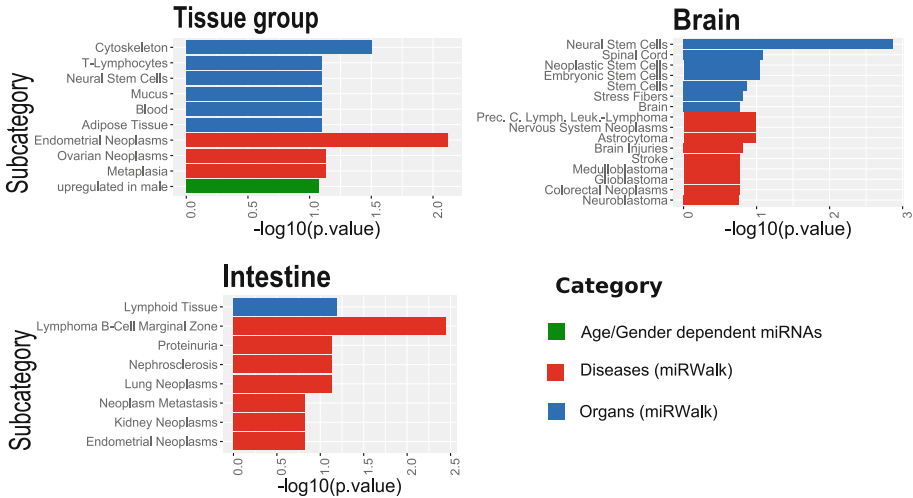 Tissue group
Subcategory
Cytoskeleton
T-Lymphocytes
Neural Stem Cells
Mucus
Blood
Adipose Tissue
Endometrial Neoplasms
Ovarian Neoplasms
Metaplasia
upregulated in male
0.0 0.5 1.0 1.5 2.0
-log10(p.value)
Brain
Neural Stem Cells
Spinal Cord
Neoplastic Stem Cells
Embryonic Stem Cells
Stem Cells
Stress Fibers
Brain
Prec. C. Lymph. Leuk.-Lymphoma
Nervous System Neoplasms
Astrocytoma
Brain Injuries
Stroke
Medulloblastoma
Glioblastoma
Colorectal Neoplasms
Neuroblastoma
0 1 2 3
-log10(p.value)
Intestine
Subcategory
Lymphoid Tissue
Lymphoma B-Cell Marginal Zone
Proteinuria
Nephrosclerosis
Lung Neoplasms
Neoplasm Metastasis
Kidney Neoplasms
Endometrial Neoplasms
0.0 0.5 1.0 1.5 2.0 2.5
-log10(p.value)
Category
Age/Gender dependent miRNAs
Diseases (miRWalk)
Organs (miRWalk)